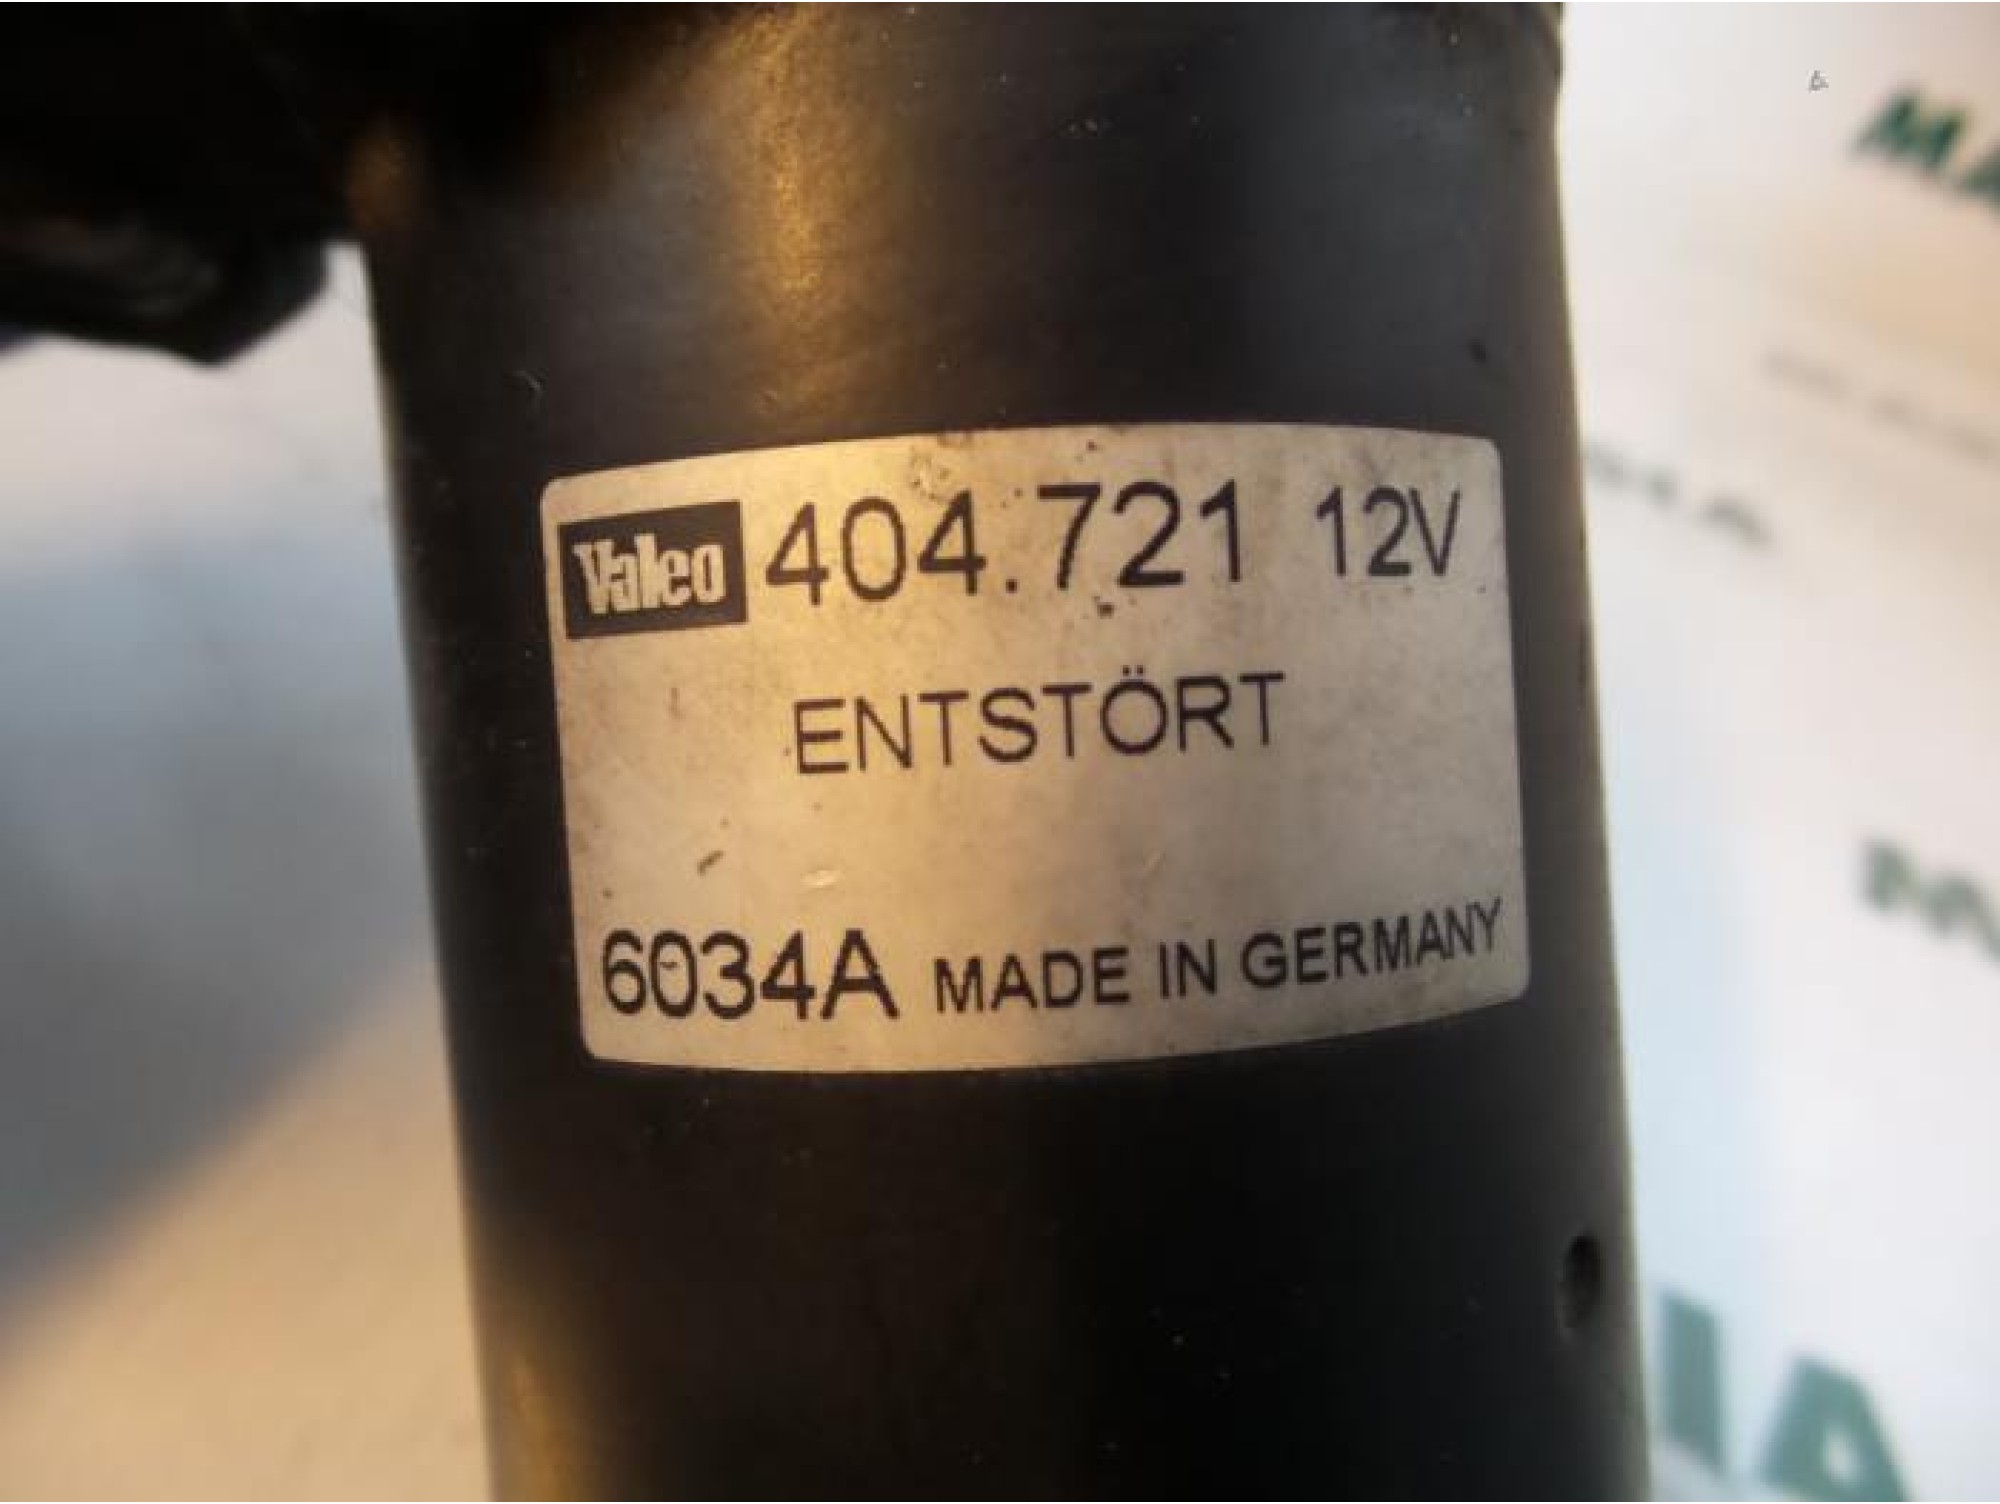 Valeo 404.721 12V
ENTSTÖRT
6034A MADE IN GERMANY